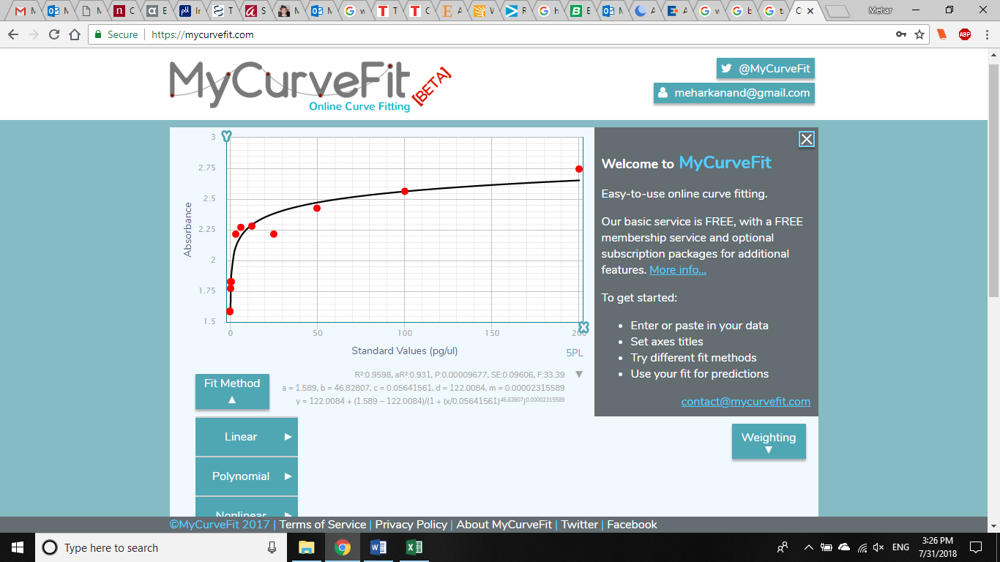 M
N
M
C
E
In
T
S
M
N
w
T
C
A
W
R
h
E
N
A
A
w
b
t
C
Mehar
Secure
https://mycurvefit.com
ABP
MyCurveFit
[BETA]
Online Curve Fitting
@MyCurveFit
meharkanand@gmail.com
Y
3
2.75
2.5
2.25
2
1.75
1.5
Absorbance
0
50
100
150
200
X
Standard Values (pg/ul)
5PL
R²:0.9598, aR²:0.931, P:0.00009677, SE:0.09606, F:33.39
a = 1.589, b = 46.82807, c = 0.05641561, d = 122.0084, m = 0.00002315589
y = 122.0084 + (1.589 − 122.0084)/(1 + (x/0.05641561)^46.82807)^0.00002315589
Fit Method
Linear
Polynomial
Nonlinear
Welcome to MyCurveFit
Easy-to-use online curve fitting.
Our basic service is FREE, with a FREE
membership service and optional
subscription packages for additional
features. More info...
To get started:
• Enter or paste in your data
• Set axes titles
• Try different fit methods
• Use your fit for predictions
contact@mycurvefit.com
Weighting
©MyCurveFit 2017 | Terms of Service | Privacy Policy | About MyCurveFit | Twitter | Facebook
Type here to search
ENG
3:26 PM
7/31/2018